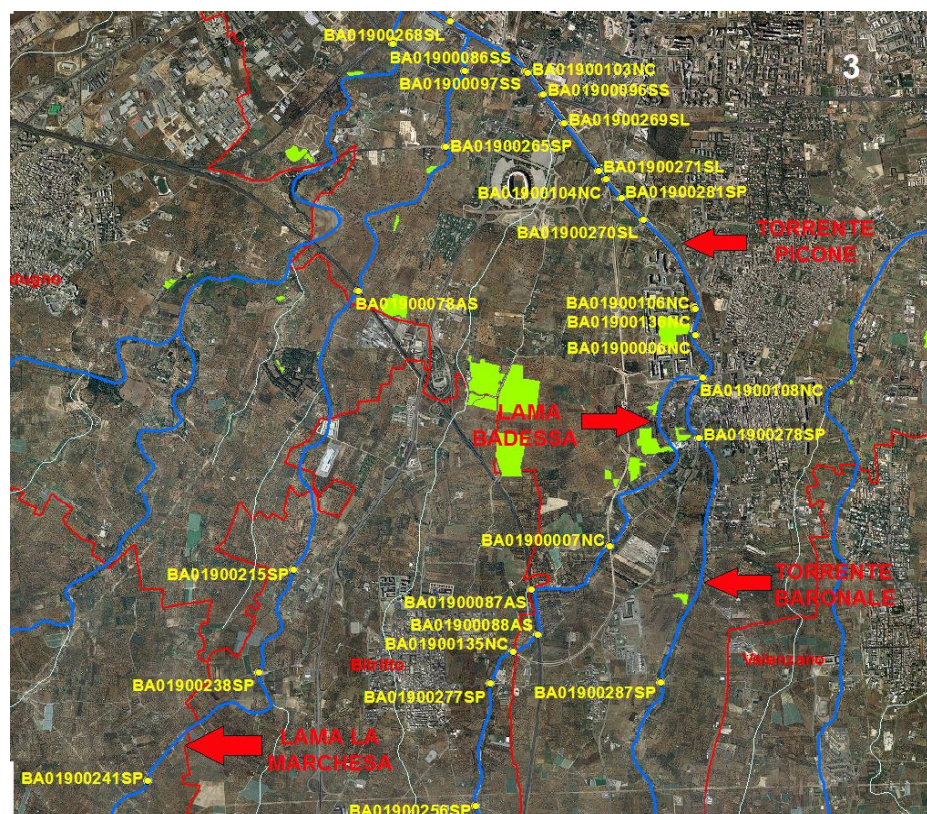 BA01900268SL
3
BA01900086SS
BA01900103NC
BA01900097SS
BA01900096SS
BA01900269SL
BA01900265SP
BA01900271SL
BA01900104NC
BA01900281SP
BA01900270SL
TORRENTE
PICONE
dugno
BA01900078AS
BA01900106NC
BA01900136NC
BA01900006NC
BA01900108NC
LAMA
BADESSA
BA01900278SP
BA01900007NC
BA01900215SP
TORRENTE
BARONALE
BA01900087AS
BA01900088AS
BA01900135NC
Bitritto
Valenzano
BA01900238SP
BA01900277SP
BA01900287SP
LAMA LA
MARCHESA
BA01900241SP
BA01900256SP